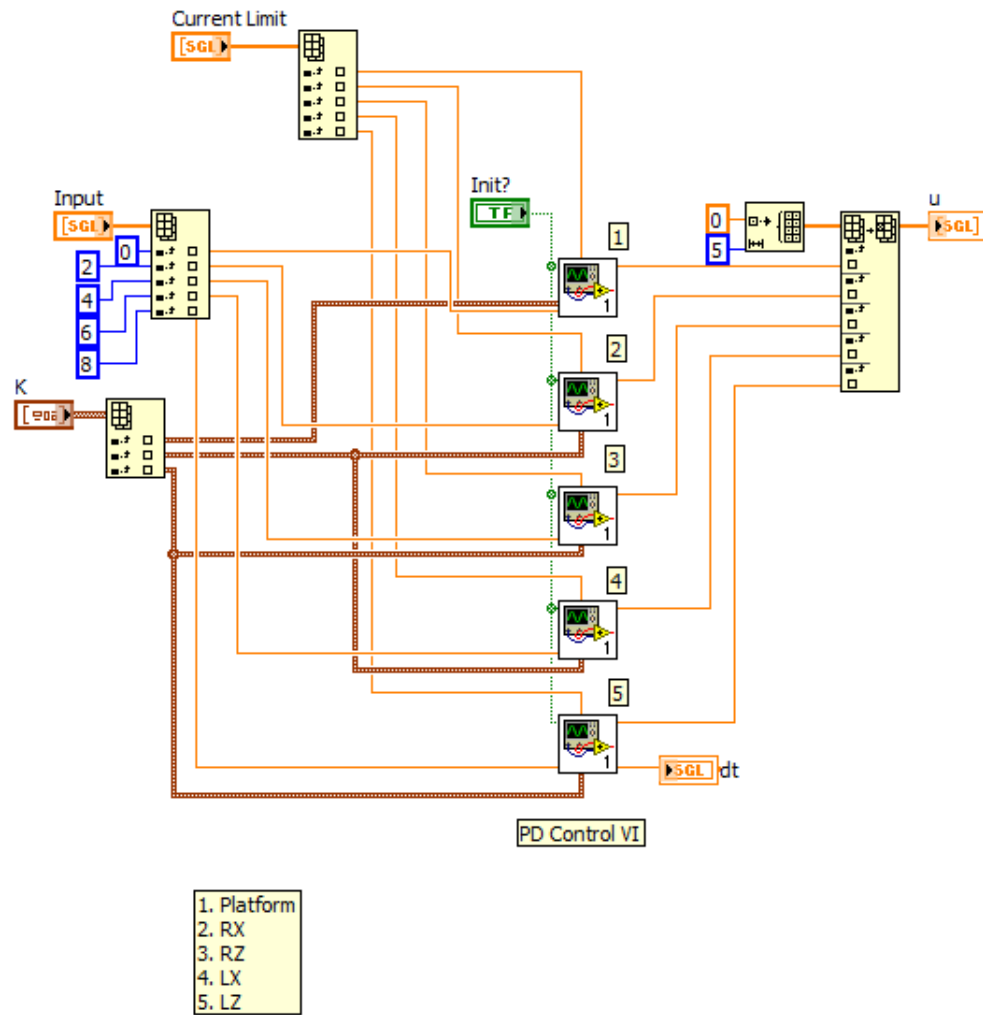 Current Limit
[SGL]
Init?
TF
Input
[SGL]
0
2
4
6
8
K
1
1
2
1
3
1
4
1
5
1
0
5
u
SGL]
SGL
dt
PD Control VI
1. Platform
2. RX
3. RZ
4. LX
5. LZ